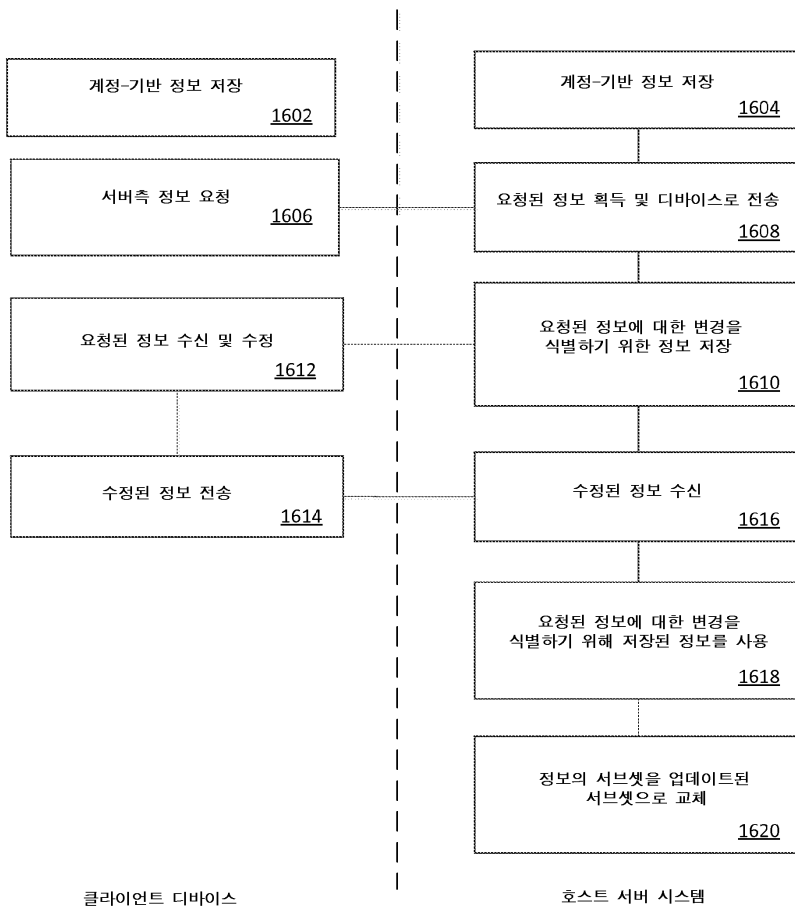 계정-기반 정보 저장
1602
계정-기반 정보 저장
1604
서버측 정보 요청
1606
요청된 정보 획득 및 디바이스로 전송
1608
요청된 정보 수신 및 수정
1612
요청된 정보에 대한 변경을
식별하기 위한 정보 저장
1610
수정된 정보 전송
1614
수정된 정보 수신
1616
요청된 정보에 대한 변경을
식별하기 위해 저장된 정보를 사용
1618
정보의 서브셋을 업데이트된
서브셋으로 교체
1620
클라이언트 디바이스
호스트 서버 시스템